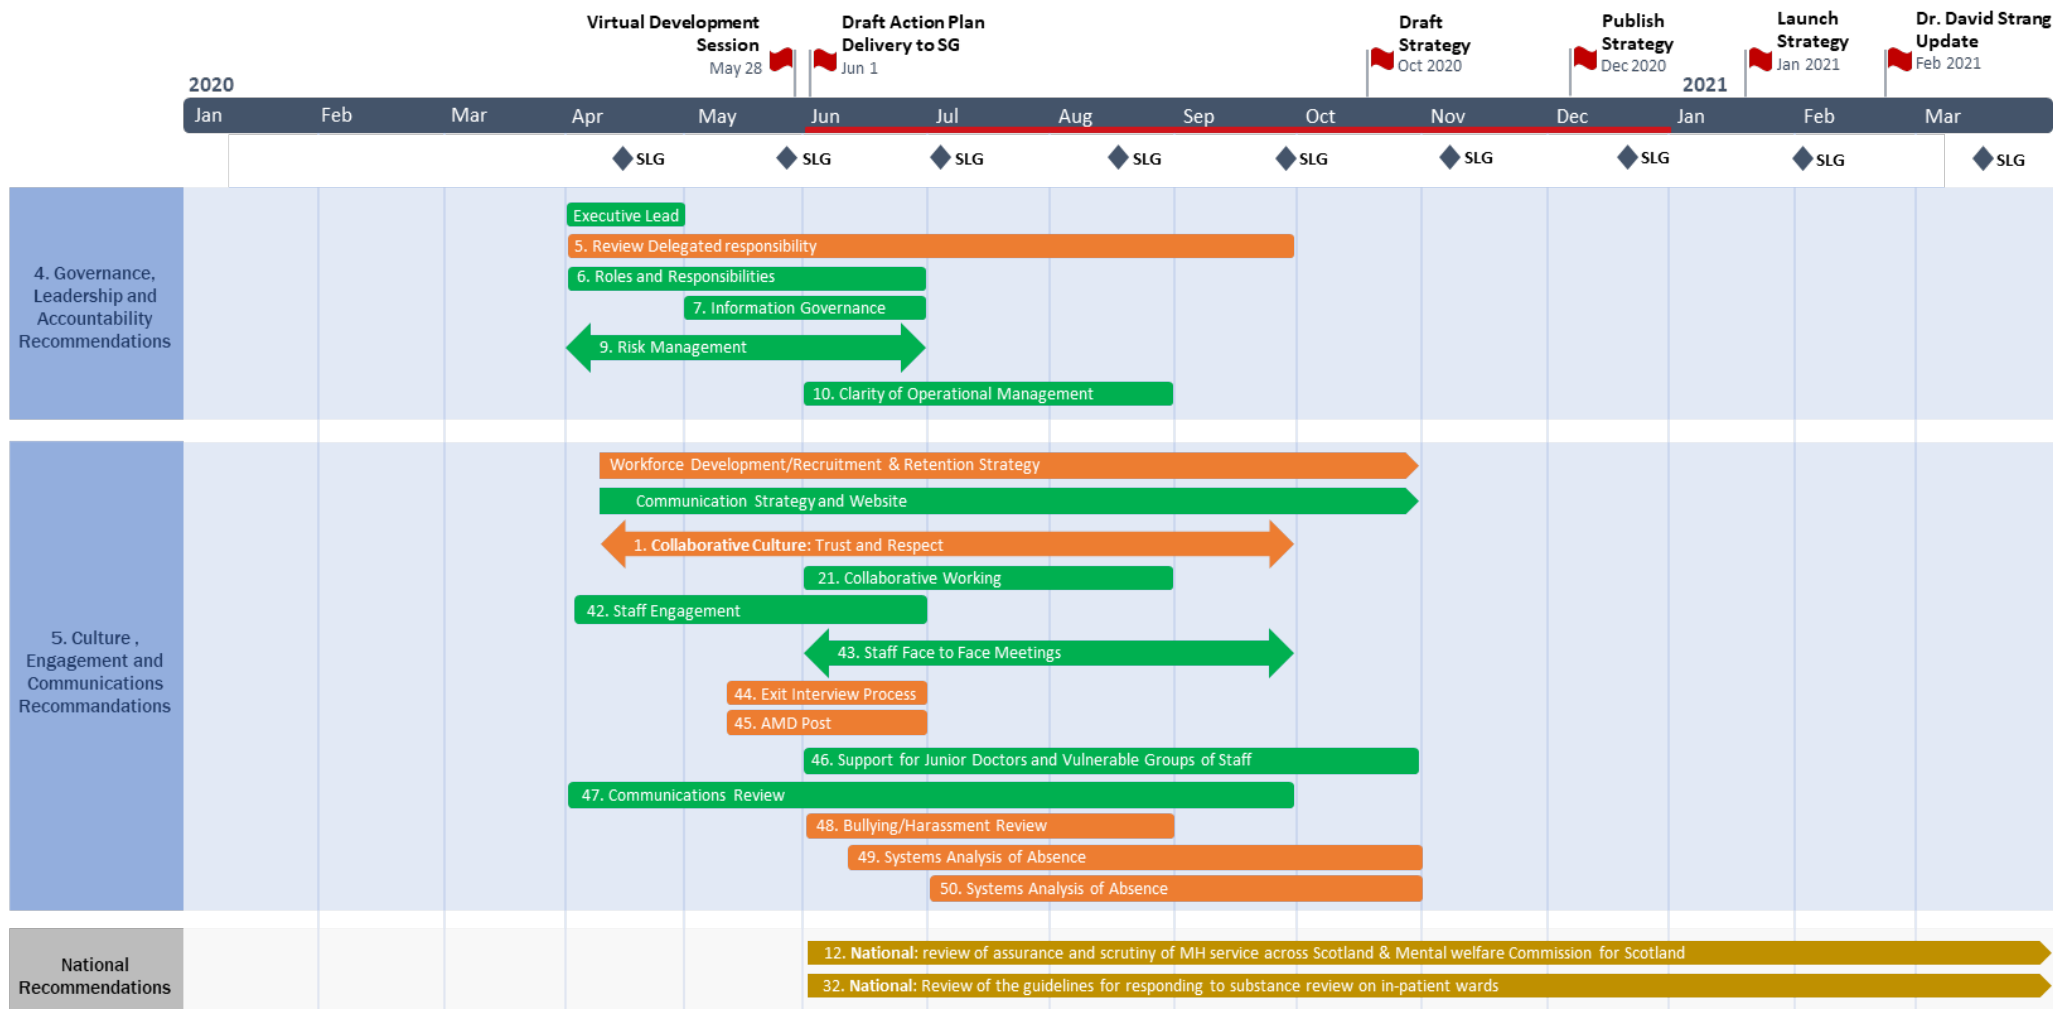 Virtual Development
Session
May 28
Draft Action Plan
Delivery to SG
Jun 1
Draft
Strategy
Oct 2020
Publish
Strategy
Dec 2020
Launch
Strategy
Jan 2021
Dr. David Strang
Update
Feb 2021
2020
2021
Jan Feb Mar Apr May Jun Jul Aug Sep Oct Nov Dec Jan Feb Mar
SLG SLG SLG SLG SLG SLG SLG SLG SLG
4. Governance,
Leadership and
Accountability
Recommendations
Executive Lead
5. Review Delegated responsibility
6. Roles and Responsibilities
7. Information Governance
9. Risk Management
10. Clarity of Operational Management
5. Culture ,
Engagement and
Communications
Recommandations
Workforce Development/Recruitment & Retention Strategy
Communication Strategy and Website
1. Collaborative Culture: Trust and Respect
21. Collaborative Working
42. Staff Engagement
43. Staff Face to Face Meetings
44. Exit Interview Process
45. AMD Post
46. Support for Junior Doctors and Vulnerable Groups of Staff
47. Communications Review
48. Bullying/Harassment Review
49. Systems Analysis of Absence
50. Systems Analysis of Absence
National
Recommendations
12. National: review of assurance and scrutiny of MH service across Scotland & Mental welfare Commission for Scotland
32. National: Review of the guidelines for responding to substance review on in-patient wards